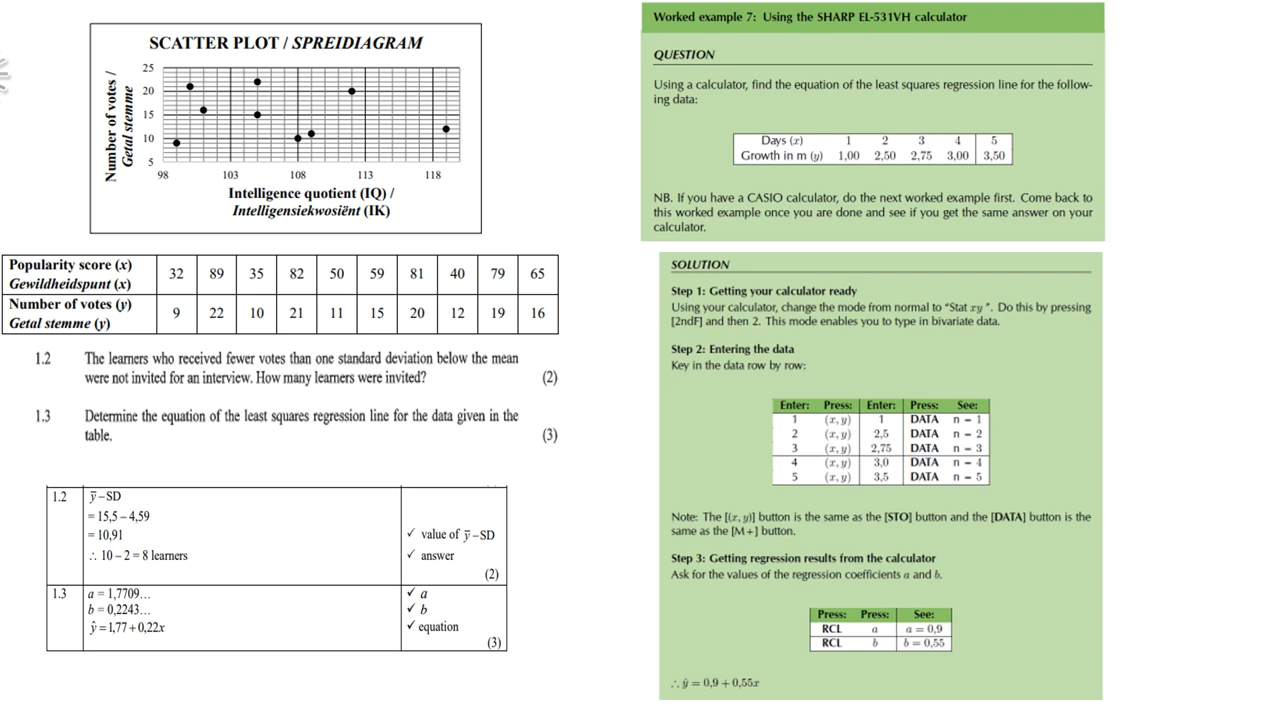 SCATTER PLOT / SPREIDIAGRAM
Number of votes /
Getal stemme
25
20
15
10
5
98 103 108 113 118
Intelligence quotient (IQ) /
Intelligensiekwosiënt (IK)
Popularity score (x)
Gewildheidspunt (x)
32 89 35 82 50 59 81 40 79 65
Number of votes (y)
Getal stemme (y)
9 22 10 21 11 15 20 12 19 16
1.2 The learners who received fewer votes than one standard deviation below the mean
were not invited for an interview. How many learners were invited? (2)
1.3 Determine the equation of the least squares regression line for the data given in the
table. (3)
1.2 y̅ – SD
= 15,5 – 4,59
= 10,91 ✓ value of y̅ – SD
∴ 10 – 2 = 8 learners ✓ answer
(2)
1.3 a = 1,7709… ✓ a
b = 0,2243… ✓ b
ŷ = 1,77 + 0,22x ✓ equation
(3)
Worked example 7: Using the SHARP EL-531VH calculator
QUESTION
Using a calculator, find the equation of the least squares regression line for the follow-
ing data:
Days (x) 1 2 3 4 5
Growth in m (y) 1,00 2,50 2,75 3,00 3,50
NB. If you have a CASIO calculator, do the next worked example first. Come back to
this worked example once you are done and see if you get the same answer on your
calculator.
SOLUTION
Step 1: Getting your calculator ready
Using your calculator, change the mode from normal to “Stat xy”. Do this by pressing
[2ndF] and then 2. This mode enables you to type in bivariate data.
Step 2: Entering the data
Key in the data row by row:
Enter: Press: Enter: Press: See:
1 (x, y) 1 DATA n = 1
2 (x, y) 2,5 DATA n = 2
3 (x, y) 2,75 DATA n = 3
4 (x, y) 3,0 DATA n = 4
5 (x, y) 3,5 DATA n = 5
Note: The [(x, y)] button is the same as the [STO] button and the [DATA] button is the
same as the [M+] button.
Step 3: Getting regression results from the calculator
Ask for the values of the regression coefficients a and b.
Press: Press: See:
RCL a a = 0,9
RCL b b = 0,55
∴ ŷ = 0,9 + 0,55x